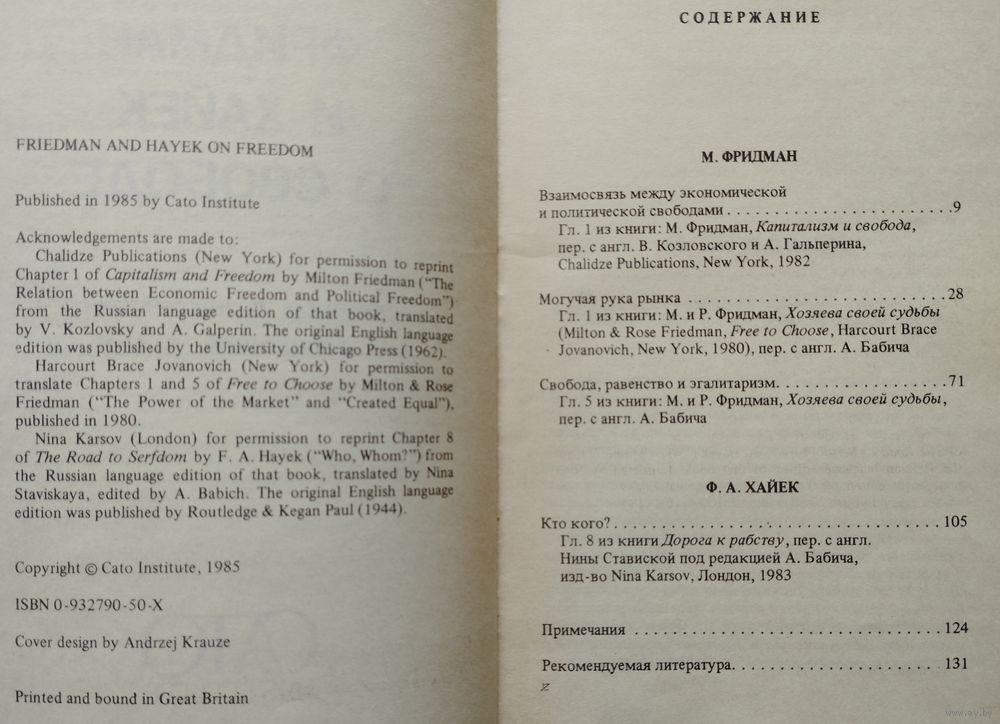 FRIEDMAN AND HAYEK ON FREEDOM
Published in 1985 by Cato Institute
Acknowledgements are made to:
Chalidze Publications (New York) for permission to reprint
Chapter 1 of Capitalism and Freedom by Milton Friedman (“The
Relation between Economic Freedom and Political Freedom”)
from the Russian language edition of that book, translated
by V. Kozlovsky and A. Galperin. The original English language
edition was published by the University of Chicago Press (1962).
Harcourt Brace Jovanovich (New York) for permission to
translate Chapters 1 and 5 of Free to Choose by Milton & Rose
Friedman (“The Power of the Market” and “Created Equal”),
published in 1980.
Nina Karsov (London) for permission to reprint Chapter 8
of The Road to Serfdom by F. A. Hayek (“Who, Whom?”) from
the Russian language edition of that book, translated by Nina
Staviskaya, edited by A. Babich. The original English language
edition was published by Routledge & Kegan Paul (1944).
Copyright © Cato Institute, 1985
ISBN 0-932790-50-X
Cover design by Andrzej Krauze
Printed and bound in Great Britain
СОДЕРЖАНИЕ
М. ФРИДМАН
Взаимосвязь между экономической
и политической свободами . . . . . . . . . . . . . . . . . . . . . . . .9
Гл. 1 из книги: М. Фридман, Капитализм и свобода,
пер. с англ. В. Козловского и А. Гальперина,
Chalidze Publications, New York, 1982
Могучая рука рынка . . . . . . . . . . . . . . . . . . . . . . . . . . . 28
Гл. 1 из книги: М. и Р. Фридман, Хозяева своей судьбы
(Milton & Rose Friedman, Free to Choose, Harcourt Brace
Jovanovich, New York, 1980), пер. с англ. А. Бабича
Свобода, равенство и эгалитаризм. . . . . . . . . . . . . . . . . . 71
Гл. 5 из книги: М. и Р. Фридман, Хозяева своей судьбы,
пер. с англ. А. Бабича
Ф. А. ХАЙЕК
Кто кого? . . . . . . . . . . . . . . . . . . . . . . . . . . . . . . . . . . 105
Гл. 8 из книги Дорога к рабству, пер. с англ.
Нины Ставиской под редакцией А. Бабича,
изд-во Nina Karsov, Лондон, 1983
Примечания . . . . . . . . . . . . . . . . . . . . . . . . . . . . . . . . 124
Рекомендуемая литература. . . . . . . . . . . . . . . . . . . . . . . 131
z
www.ay.by